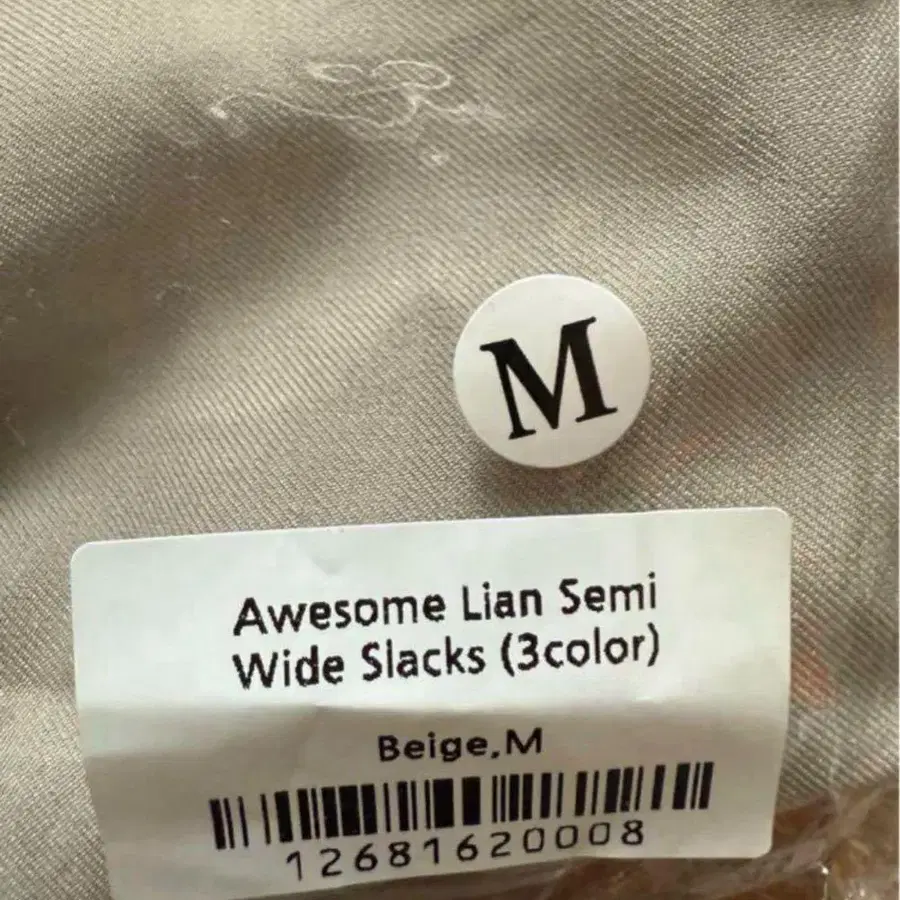 M
Awesome Lian Semi
Wide Slacks (3color)
Beige,M
12681620008